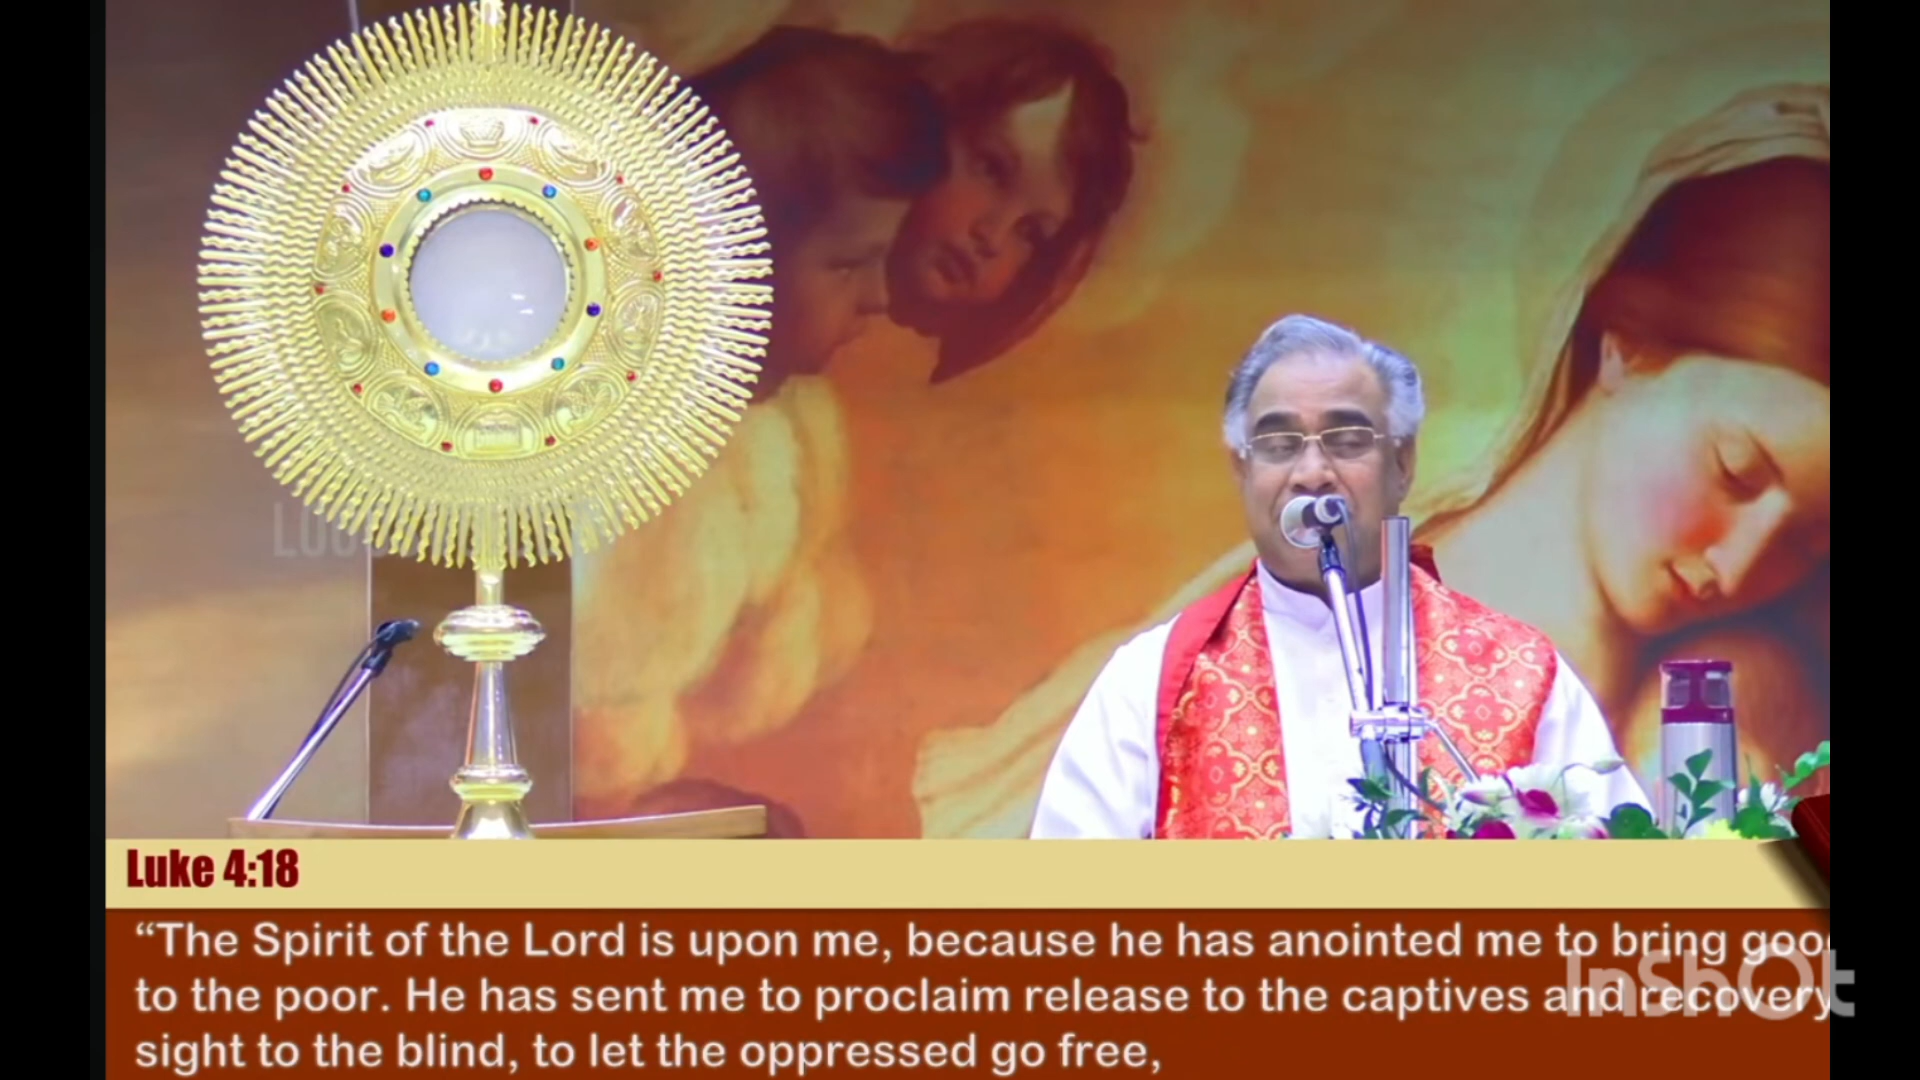 Luke 4:18
“The Spirit of the Lord is upon me, because he has anointed me to bring
to the poor. He has sent me to proclaim release to the captives and recovery
sight to the blind, to let the oppressed go free,
InShOt